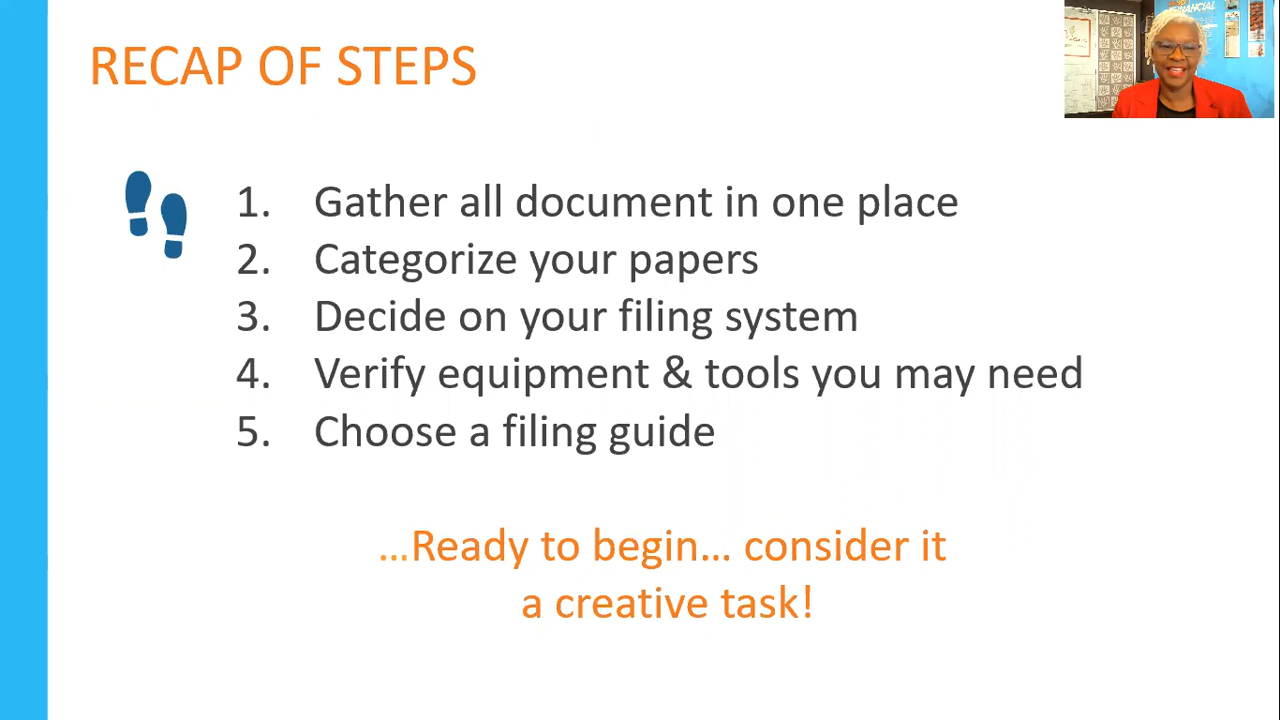 RECAP OF STEPS
1. Gather all document in one place
2. Categorize your papers
3. Decide on your filing system
4. Verify equipment & tools you may need
5. Choose a filing guide
...Ready to begin... consider it
a creative task!